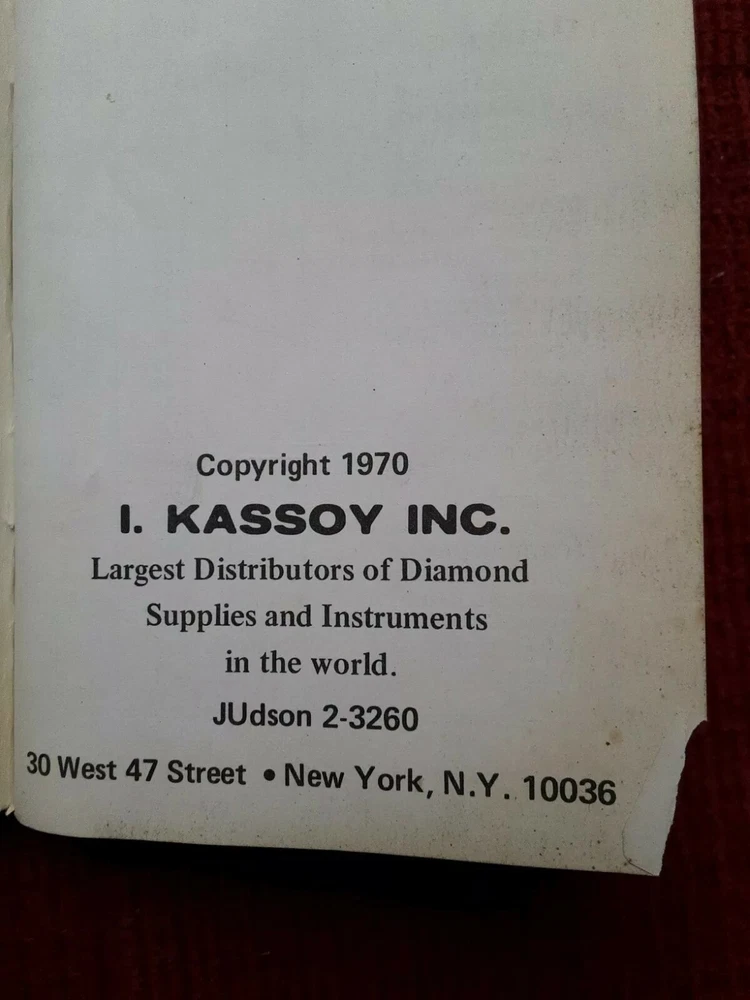 Copyright 1970
I. KASSOY INC.
Largest Distributors of Diamond
Supplies and Instruments
in the world.
JUdson 2-3260
30 West 47 Street • New York, N.Y. 10036